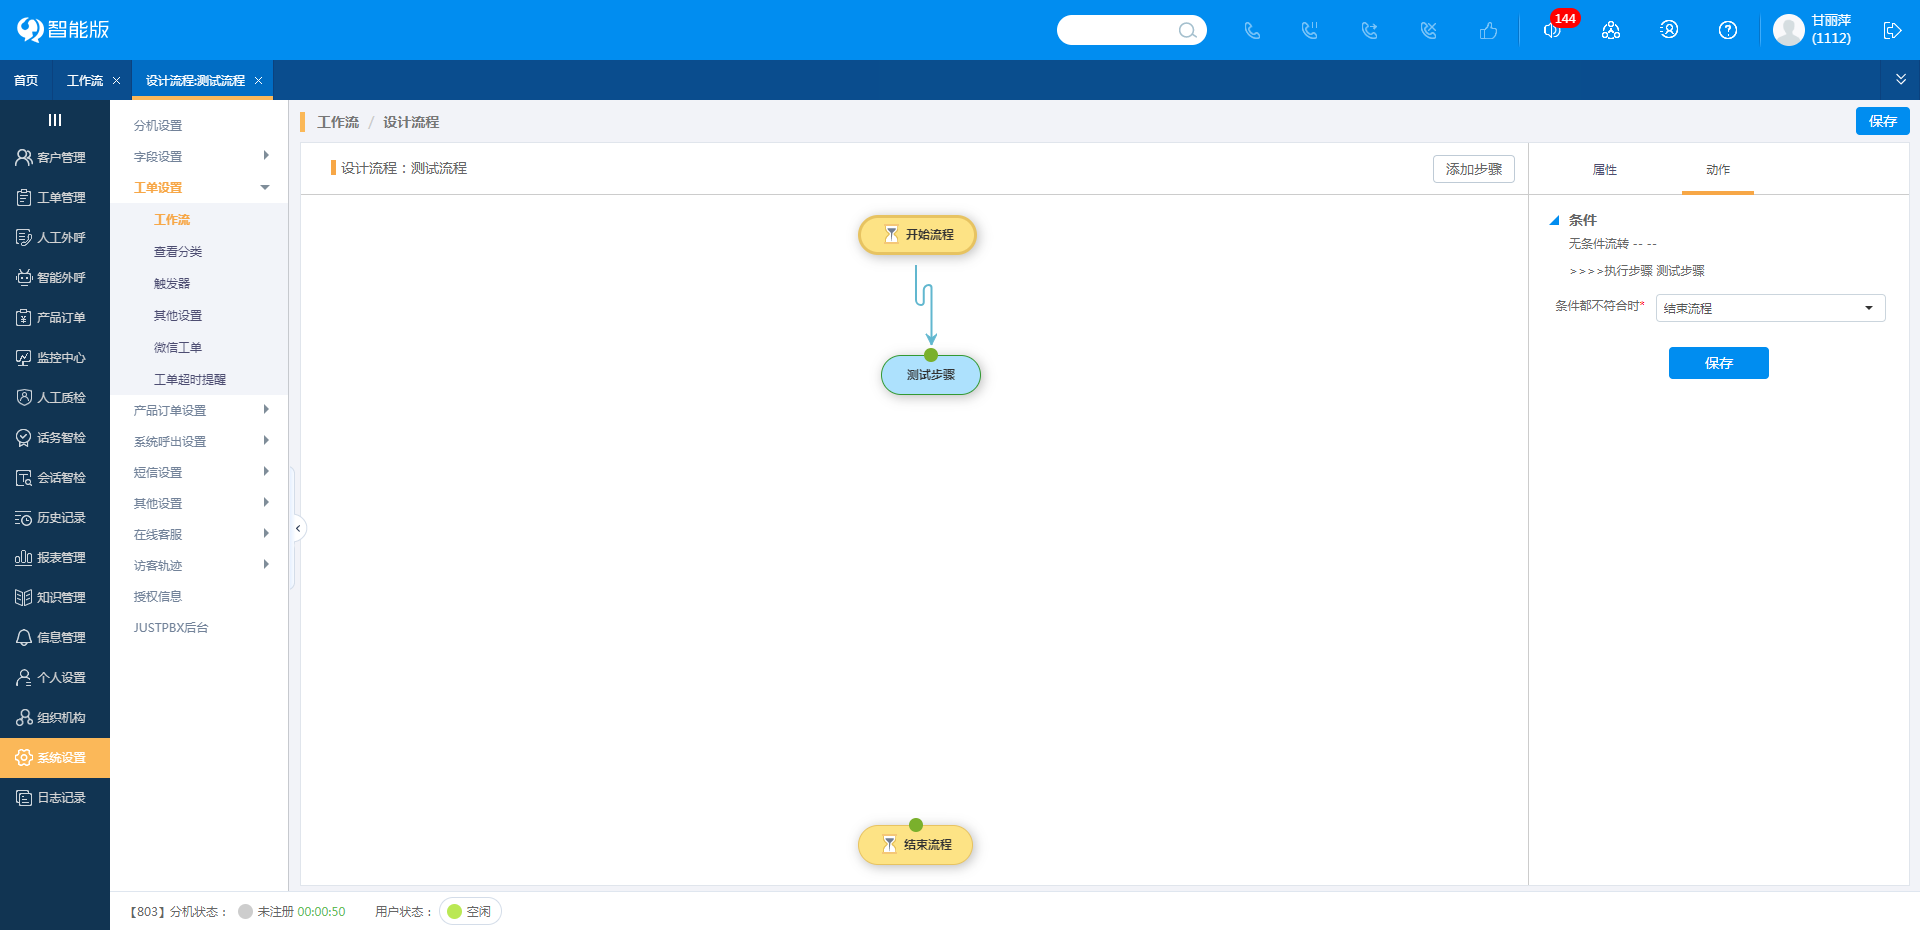 智能版
144
甘丽萍
(1112)
首页
工作流
设计流程:测试流程
客户管理
工单管理
人工外呼
智能外呼
产品订单
监控中心
人工质检
话务智检
会话智检
历史记录
报表管理
知识管理
信息管理
个人设置
组织机构
系统设置
日志记录
分机设置
字段设置
工单设置
工作流
查看分类
触发器
其他设置
微信工单
工单超时提醒
产品订单设置
系统呼出设置
短信设置
其他设置
在线客服
访客轨迹
授权信息
JUSTPBX后台
工作流 / 设计流程
保存
设计流程：测试流程
添加步骤
开始流程
测试步骤
结束流程
属性
动作
条件
无条件流转 -- --
>>>>执行步骤 测试步骤
条件都不符合时*
结束流程
保存
【803】分机状态：
未注册 00:00:50
用户状态：
空闲